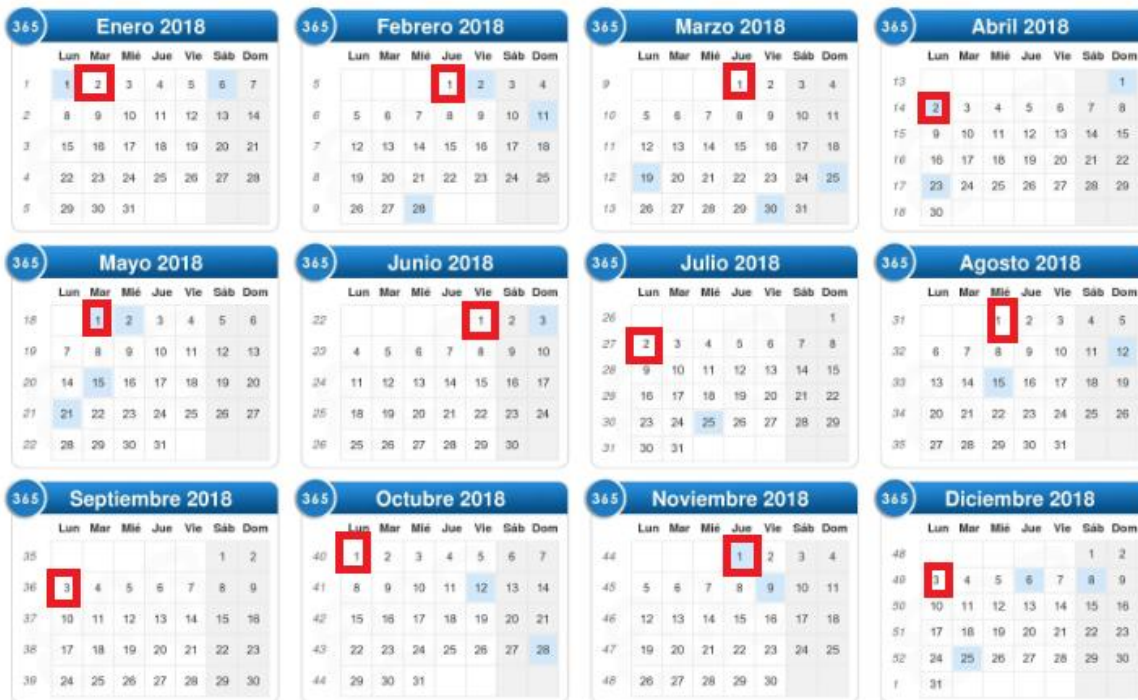 365 Enero 2018
Lun Mar Mié Jue Vie Sáb Dom
1 1 2 3 4 5 6 7
2 8 9 10 11 12 13 14
3 15 16 17 18 19 20 21
4 22 23 24 25 26 27 28
5 29 30 31
365 Febrero 2018
Lun Mar Mié Jue Vie Sáb Dom
5 1 2 3 4
6 5 6 7 8 9 10 11
7 12 13 14 15 16 17 18
8 19 20 21 22 23 24 25
9 26 27 28
365 Marzo 2018
Lun Mar Mié Jue Vie Sáb Dom
9 1 2 3 4
10 5 6 7 8 9 10 11
11 12 13 14 15 16 17 18
12 19 20 21 22 23 24 25
13 26 27 28 29 30 31
365 Abril 2018
Lun Mar Mié Jue Vie Sáb Dom
13 1
14 2 3 4 5 6 7 8
15 9 10 11 12 13 14 15
16 16 17 18 19 20 21 22
17 23 24 25 26 27 28 29
18 30
365 Mayo 2018
Lun Mar Mié Jue Vie Sáb Dom
18 1 2 3 4 5 6
19 7 8 9 10 11 12 13
20 14 15 16 17 18 19 20
21 21 22 23 24 25 26 27
22 28 29 30 31
365 Junio 2018
Lun Mar Mié Jue Vie Sáb Dom
22 1 2 3
23 4 5 6 7 8 9 10
24 11 12 13 14 15 16 17
25 18 19 20 21 22 23 24
26 25 26 27 28 29 30
365 Julio 2018
Lun Mar Mié Jue Vie Sáb Dom
26 1
27 2 3 4 5 6 7 8
28 9 10 11 12 13 14 15
29 16 17 18 19 20 21 22
30 23 24 25 26 27 28 29
31 30 31
365 Agosto 2018
Lun Mar Mié Jue Vie Sáb Dom
31 1 2 3 4 5
32 6 7 8 9 10 11 12
33 13 14 15 16 17 18 19
34 20 21 22 23 24 25 26
35 27 28 29 30 31
365 Septiembre 2018
Lun Mar Mié Jue Vie Sáb Dom
35 1 2
36 3 4 5 6 7 8 9
37 10 11 12 13 14 15 16
38 17 18 19 20 21 22 23
39 24 25 26 27 28 29 30
365 Octubre 2018
Lun Mar Mié Jue Vie Sáb Dom
40 1 2 3 4 5 6 7
41 8 9 10 11 12 13 14
42 15 16 17 18 19 20 21
43 22 23 24 25 26 27 28
44 29 30 31
365 Noviembre 2018
Lun Mar Mié Jue Vie Sáb Dom
44 1 2 3 4
45 5 6 7 8 9 10 11
46 12 13 14 15 16 17 18
47 19 20 21 22 23 24 25
48 26 27 28 29 30
365 Diciembre 2018
Lun Mar Mié Jue Vie Sáb Dom
48 1 2
49 3 4 5 6 7 8 9
50 10 11 12 13 14 15 16
51 17 18 19 20 21 22 23
52 24 25 26 27 28 29 30
1 31